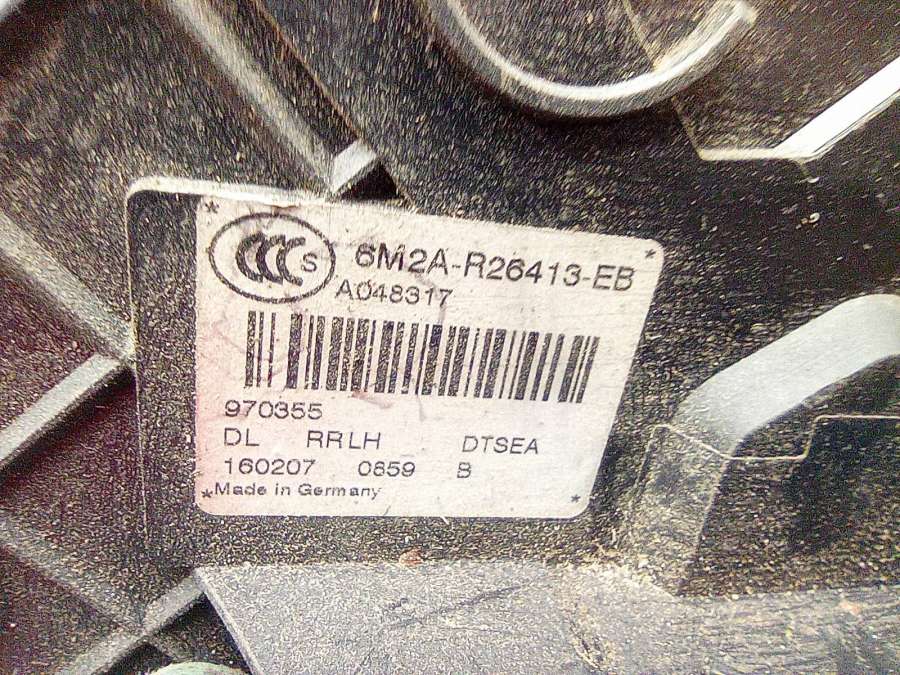 CCC S 6M2A-R26413-EB
A048317
970355
DL RRLH DTSEA
160207 0859 B
*Made in Germany